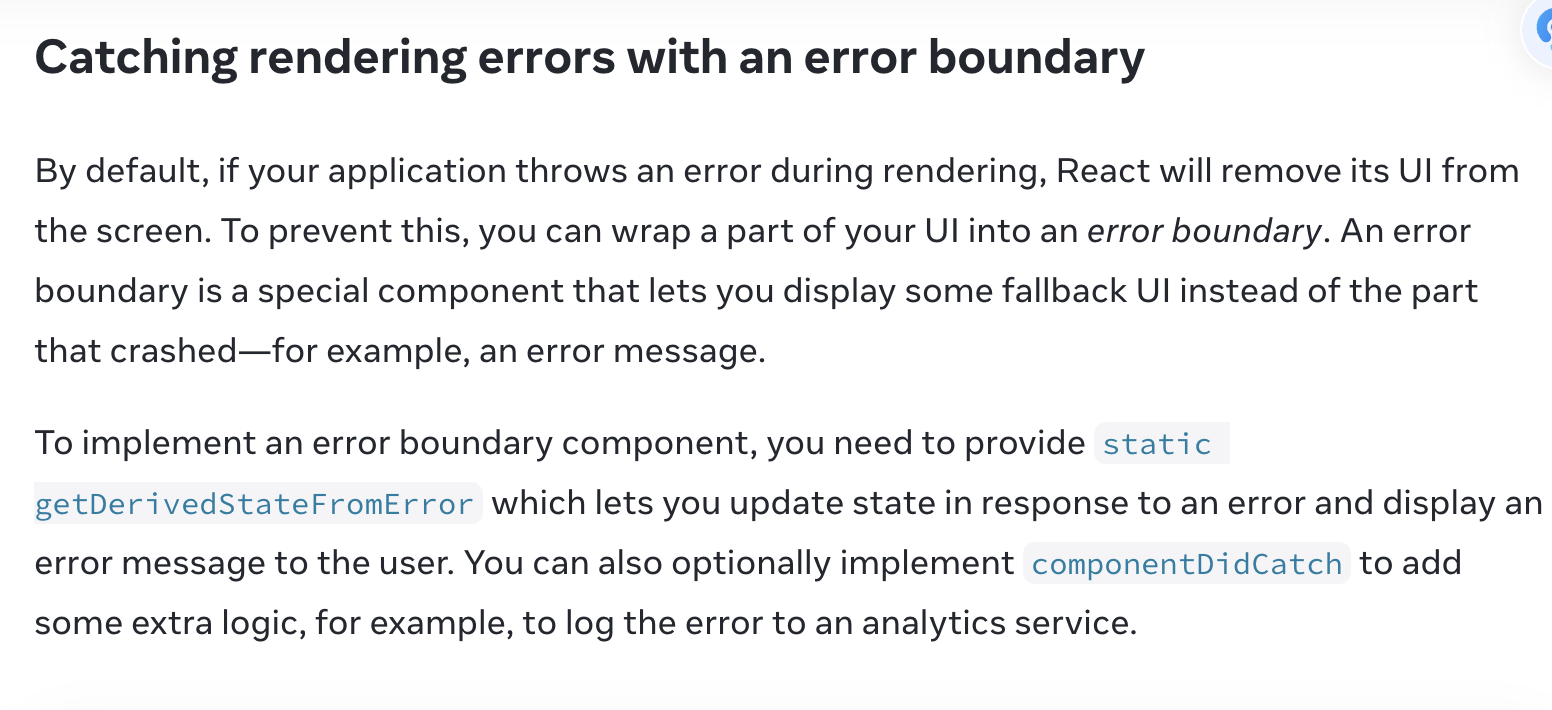 Catching rendering errors with an error boundary
By default, if your application throws an error during rendering, React will remove its UI from
the screen. To prevent this, you can wrap a part of your UI into an error boundary. An error
boundary is a special component that lets you display some fallback UI instead of the part
that crashed—for example, an error message.
To implement an error boundary component, you need to provide static
getDerivedStateFromError which lets you update state in response to an error and display an
error message to the user. You can also optionally implement componentDidCatch to add
some extra logic, for example, to log the error to an analytics service.